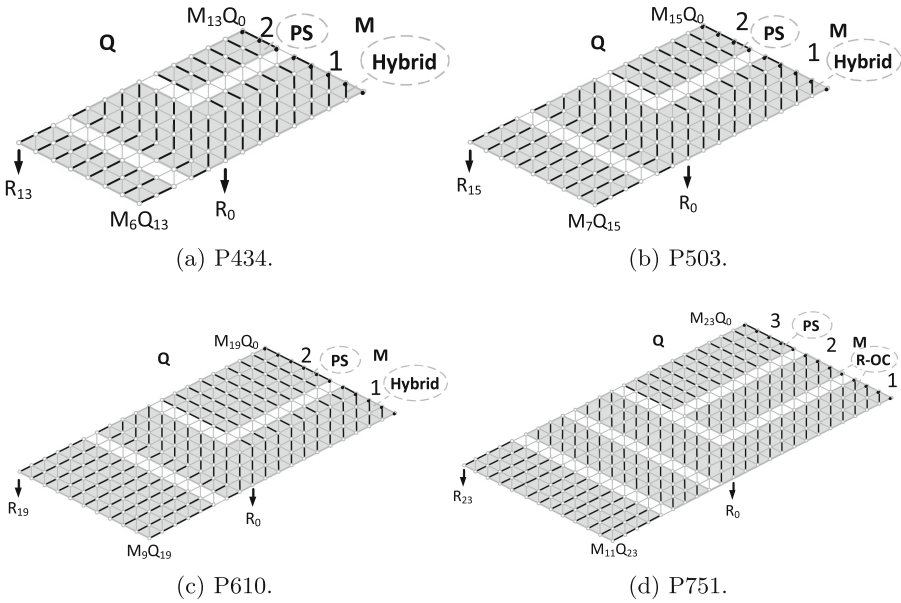 M₁₃Q₀ 2 PS M
Q 1 Hybrid
R₁₃ R₀
M₆Q₁₃
(a) P434.
M₁₅Q₀ 2 PS M
Q 1 Hybrid
R₁₅ R₀
M₇Q₁₅
(b) P503.
M₁₉Q₀ 2 PS M
Q 1 Hybrid
R₁₉ R₀
M₉Q₁₉
(c) P610.
M₂₃Q₀ 3 PS
Q 2 M
R-OC
1
R₂₃ R₀
M₁₁Q₂₃
(d) P751.